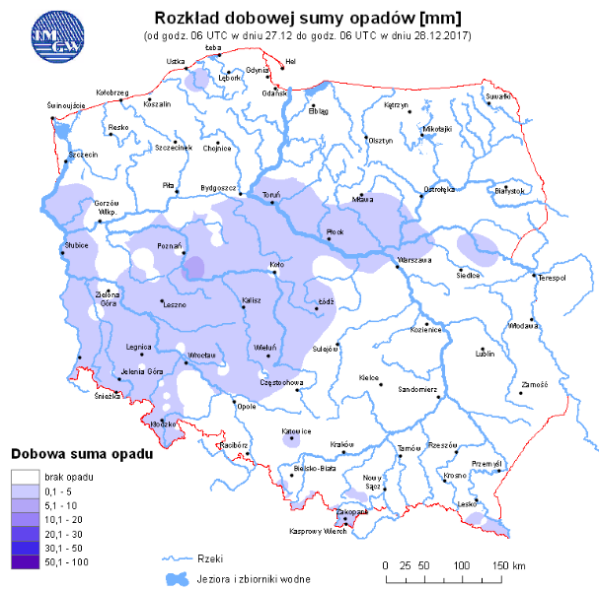 Rozkład dobowej sumy opadów [mm]
(od godz. 06 UTC w dniu 27.12 do godz. 06 UTC w dniu 28.12.2017)
IM
GW
Łeba
Ustka
Hel
Gdynia
Lębork
Gdańsk
Kołobrzeg
Koszalin
Świnoujście
Elbląg
Kętrzyn
Suwałki
Resko
Mikołajki
Olsztyn
Szczecinek
Chojnice
Szczecin
Piła
Bydgoszcz
Toruń
Mława
Ostrołęka
Białystok
Gorzów
Wlkp.
Płock
Słubice
Poznań
Koło
Warszawa
Siedlce
Terespol
Zielona
Góra
Leszno
Kalisz
Łódź
Kozienice
Włodawa
Legnica
Wrocław
Wieluń
Sulejów
Lublin
Jelenia Góra
Śnieżka
Częstochowa
Kielce
Sandomierz
Zamość
Opole
Kłodzko
Katowice
Racibórz
Kraków
Tarnów
Rzeszów
Bielsko-Biała
Nowy
Sącz
Krosno
Przemyśl
Lesko
Zakopane
Kasprowy Wierch
Dobowa suma opadu
brak opadu
0,1 - 5
5,1 - 10
10,1 - 20
20,1 - 30
30,1 - 50
50,1 - 100
Rzeki
Jeziora i zbiorniki wodne
0 25 50 100 150 km